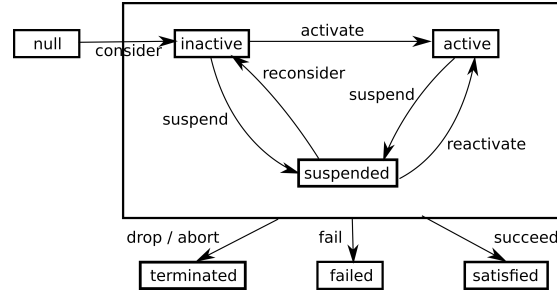 null
consider
inactive
activate
active
reconsider
suspend
suspend
reactivate
suspended
drop / abort
fail
succeed
terminated
failed
satisfied